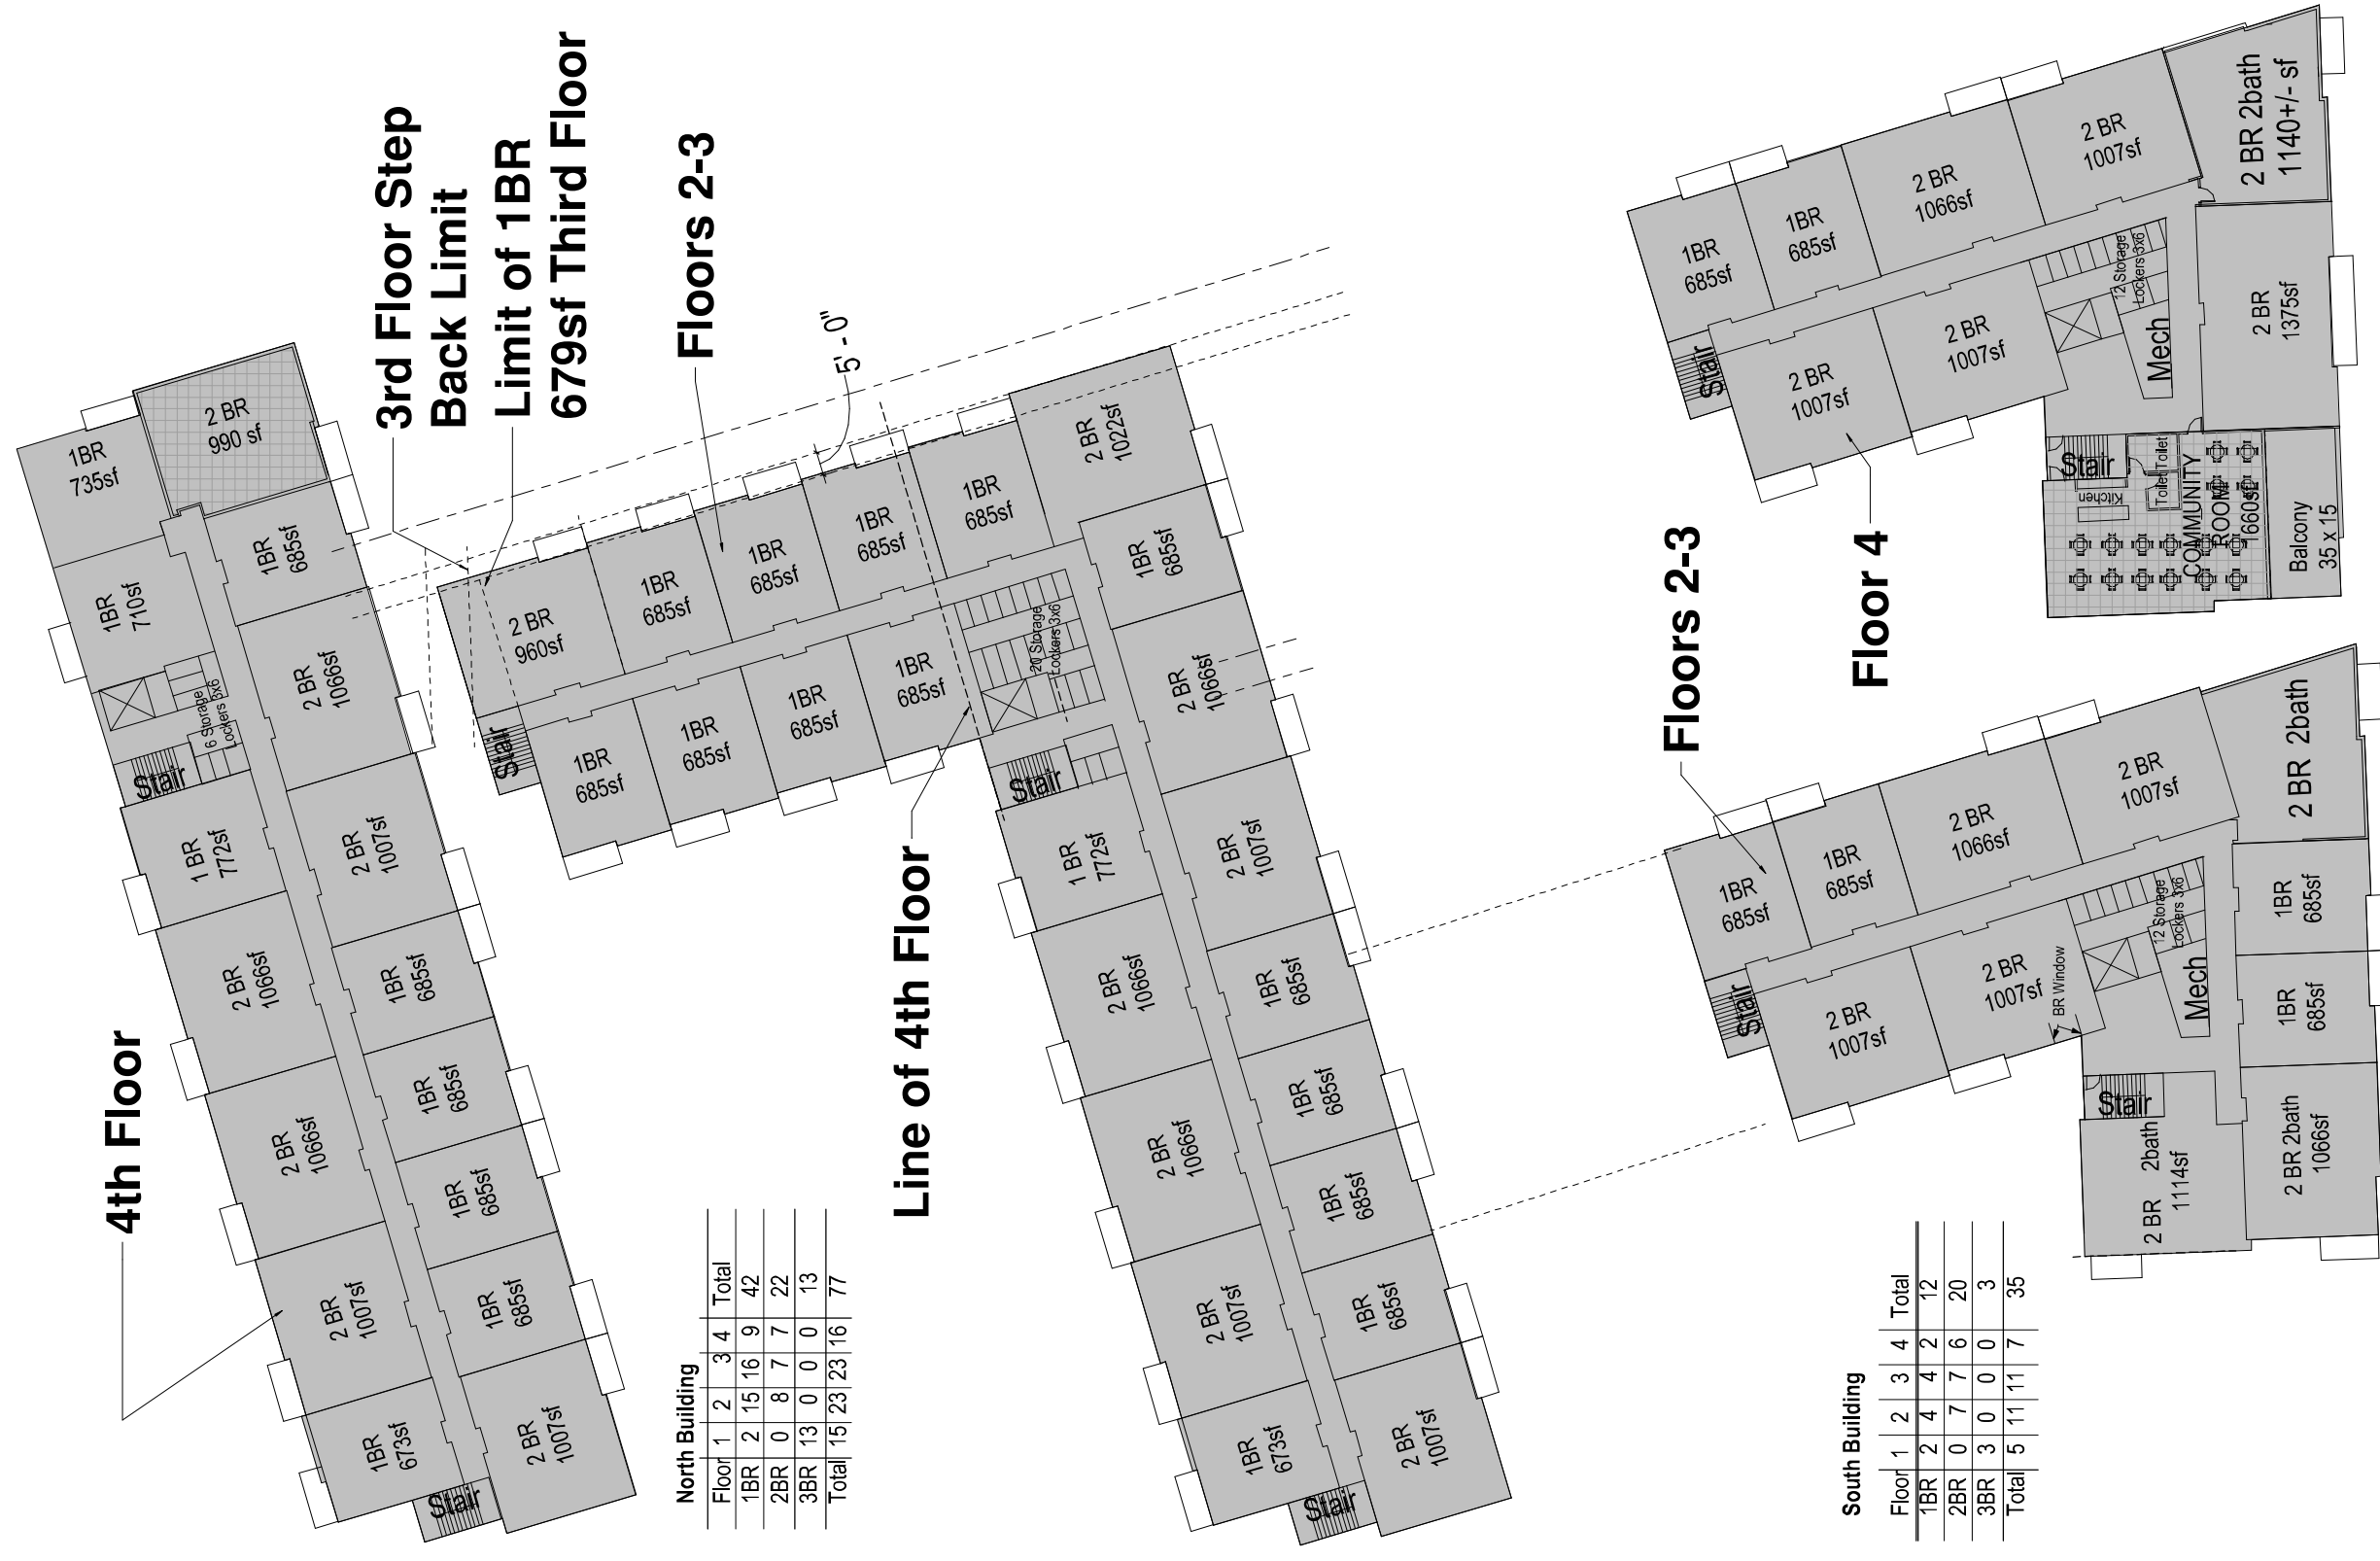 4th Floor
1BR
735sf
2 BR
990 sf
1BR
710sf
1BR
685sf
2 BR
1066sf
6 Storage
Lockers 3x6
Stair
1 BR
772sf
2 BR
1007sf
2 BR
1066sf
1BR
685sf
2 BR
1066sf
1BR
685sf
1BR
685sf
2 BR
1007sf
1BR
685sf
1BR
673sf
2 BR
1007sf
Stair
3rd Floor Step
Back Limit
Limit of 1BR
679sf Third Floor
Floors 2-3
5' - 0"
2 BR
960sf
1BR
685sf
1BR
685sf
1BR
685sf
1BR
685sf
2 BR
1022sf
Stair
1BR
685sf
1BR
685sf
1BR
685sf
1BR
685sf
20 Storage
Lockers 3x6
1BR
685sf
2 BR
1066sf
Line of 4th Floor
Stair
1 BR
772sf
2 BR
1007sf
2 BR
1066sf
1BR
685sf
2 BR
1066sf
1BR
685sf
1BR
685sf
2 BR
1007sf
1BR
685sf
1BR
673sf
2 BR
1007sf
Stair
North Building
Floor 1 2 3 4 Total
1BR 2 15 16 9 42
2BR 0 8 7 7 22
3BR 13 0 0 0 13
Total 15 23 23 16 77
Floor 4
1BR
685sf
1BR
685sf
2 BR
1066sf
2 BR
1007sf
2 BR 2bath
1140+/- sf
Stair
2 BR
1007sf
2 BR
1007sf
12 Storage
Lockers 3x6
Mech
2 BR
1375sf
Stair
Kitchen
Toilet
Toilet
COMMUNITY
ROOM
1660sf
Balcony
35 x 15
Floors 2-3
1BR
685sf
1BR
685sf
2 BR
1066sf
2 BR
1007sf
2 BR 2bath
Stair
2 BR
1007sf
2 BR
1007sf
BR Window
12 Storage
Lockers 3x6
Mech
1BR
685sf
1BR
685sf
Stair
2 BR 2bath
1114sf
2 BR 2bath
1066sf
South Building
Floor 1 2 3 4 Total
1BR 2 4 4 2 12
2BR 0 7 7 6 20
3BR 3 0 0 0 3
Total 5 11 11 7 35